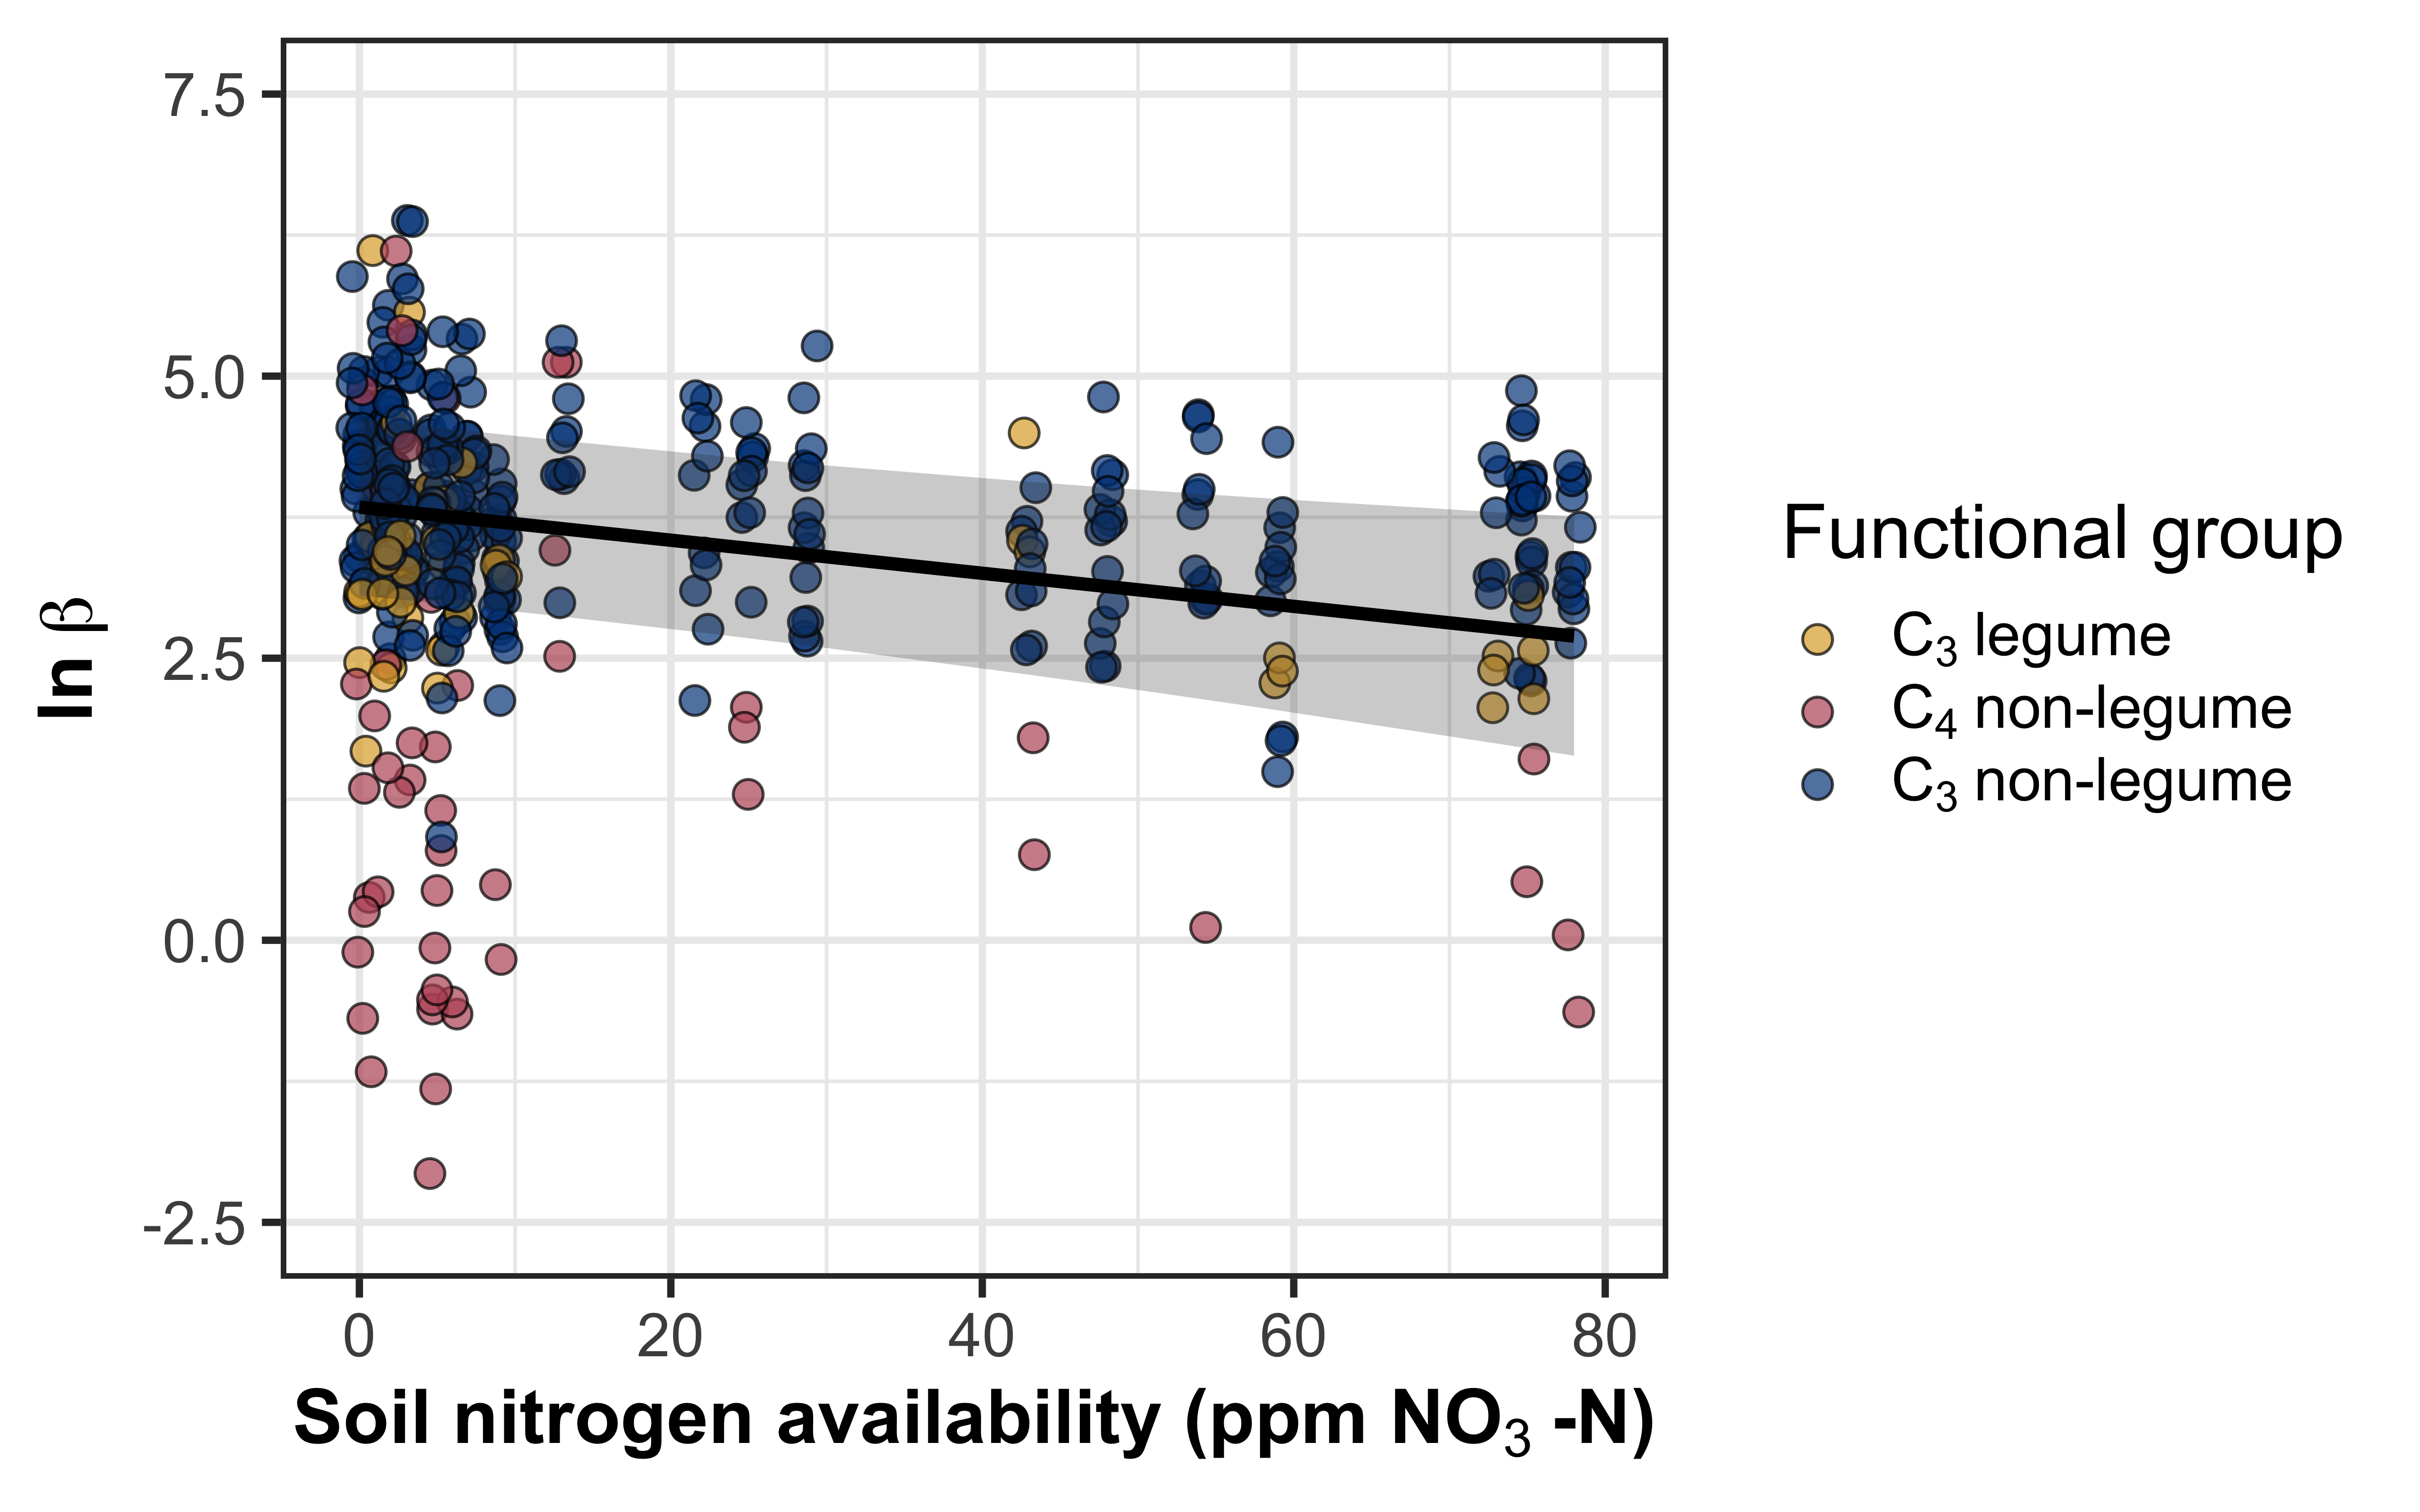 7.5
5.0
2.5
0.0
-2.5
ln β
0 20 40 60 80
Soil nitrogen availability (ppm NO₃ -N)
Functional group
C₃ legume
C₄ non-legume
C₃ non-legume